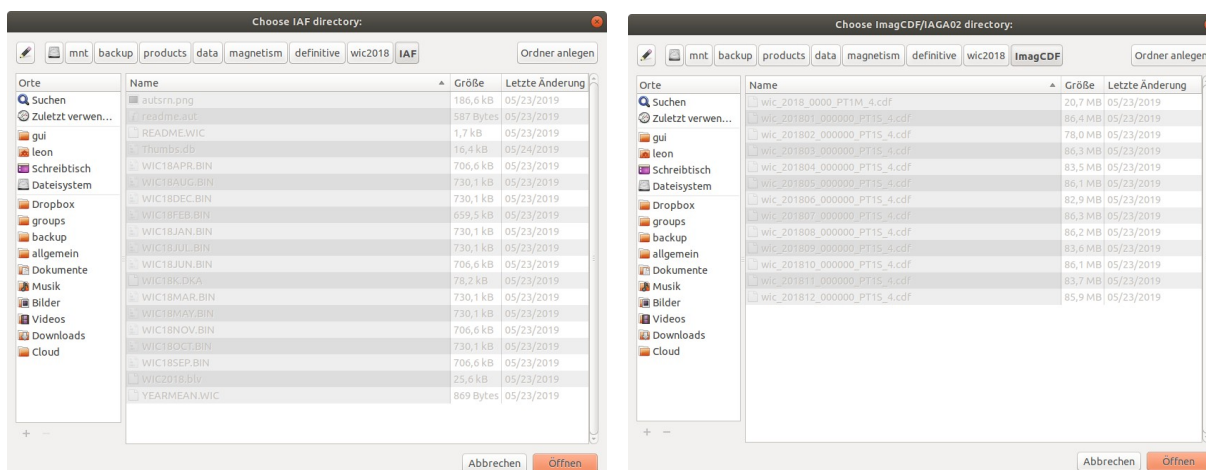 Choose IAF directory:
mnt backup products data magnetism definitive wic2018 IAF Ordner anlegen
Orte
Suchen
Zuletzt verwen...
gui
leon
Schreibtisch
Dateisystem
Dropbox
groups
backup
allgemein
Dokumente
Musik
Bilder
Videos
Downloads
Cloud
Name Größe Letzte Änderung
autsrn.png 186,6 kB 05/23/2019
readme.aut 587 Bytes 05/23/2019
README.WIC 1,7 kB 05/23/2019
Thumbs.db 16,4 kB 05/24/2019
WIC18APR.BIN 706,6 kB 05/23/2019
WIC18AUG.BIN 730,1 kB 05/23/2019
WIC18DEC.BIN 730,1 kB 05/23/2019
WIC18FEB.BIN 659,5 kB 05/23/2019
WIC18JAN.BIN 730,1 kB 05/23/2019
WIC18JUL.BIN 730,1 kB 05/23/2019
WIC18JUN.BIN 706,6 kB 05/23/2019
WIC18K.DKA 78,2 kB 05/23/2019
WIC18MAR.BIN 730,1 kB 05/23/2019
WIC18MAY.BIN 730,1 kB 05/23/2019
WIC18NOV.BIN 706,6 kB 05/23/2019
WIC18OCT.BIN 730,1 kB 05/23/2019
WIC18SEP.BIN 706,6 kB 05/23/2019
WIC2018.blv 25,6 kB 05/23/2019
YEARMEAN.WIC 869 Bytes 05/23/2019
Abbrechen Öffnen
Choose ImagCDF/IAGA02 directory:
mnt backup products data magnetism definitive wic2018 ImagCDF Ordner anlegen
Orte
Suchen
Zuletzt verwen...
gui
leon
Schreibtisch
Dateisystem
Dropbox
groups
backup
allgemein
Dokumente
Musik
Bilder
Videos
Downloads
Cloud
Name Größe Letzte Änderung
wic_2018_0000_PT1M_4.cdf 20,7 MB 05/23/2019
wic_201801_000000_PT1S_4.cdf 86,4 MB 05/23/2019
wic_201802_000000_PT1S_4.cdf 78,0 MB 05/23/2019
wic_201803_000000_PT1S_4.cdf 86,3 MB 05/23/2019
wic_201804_000000_PT1S_4.cdf 83,5 MB 05/23/2019
wic_201805_000000_PT1S_4.cdf 86,1 MB 05/23/2019
wic_201806_000000_PT1S_4.cdf 82,9 MB 05/23/2019
wic_201807_000000_PT1S_4.cdf 86,3 MB 05/23/2019
wic_201808_000000_PT1S_4.cdf 86,2 MB 05/23/2019
wic_201809_000000_PT1S_4.cdf 83,6 MB 05/23/2019
wic_201810_000000_PT1S_4.cdf 86,1 MB 05/23/2019
wic_201811_000000_PT1S_4.cdf 83,7 MB 05/23/2019
wic_201812_000000_PT1S_4.cdf 85,9 MB 05/23/2019
Abbrechen Öffnen